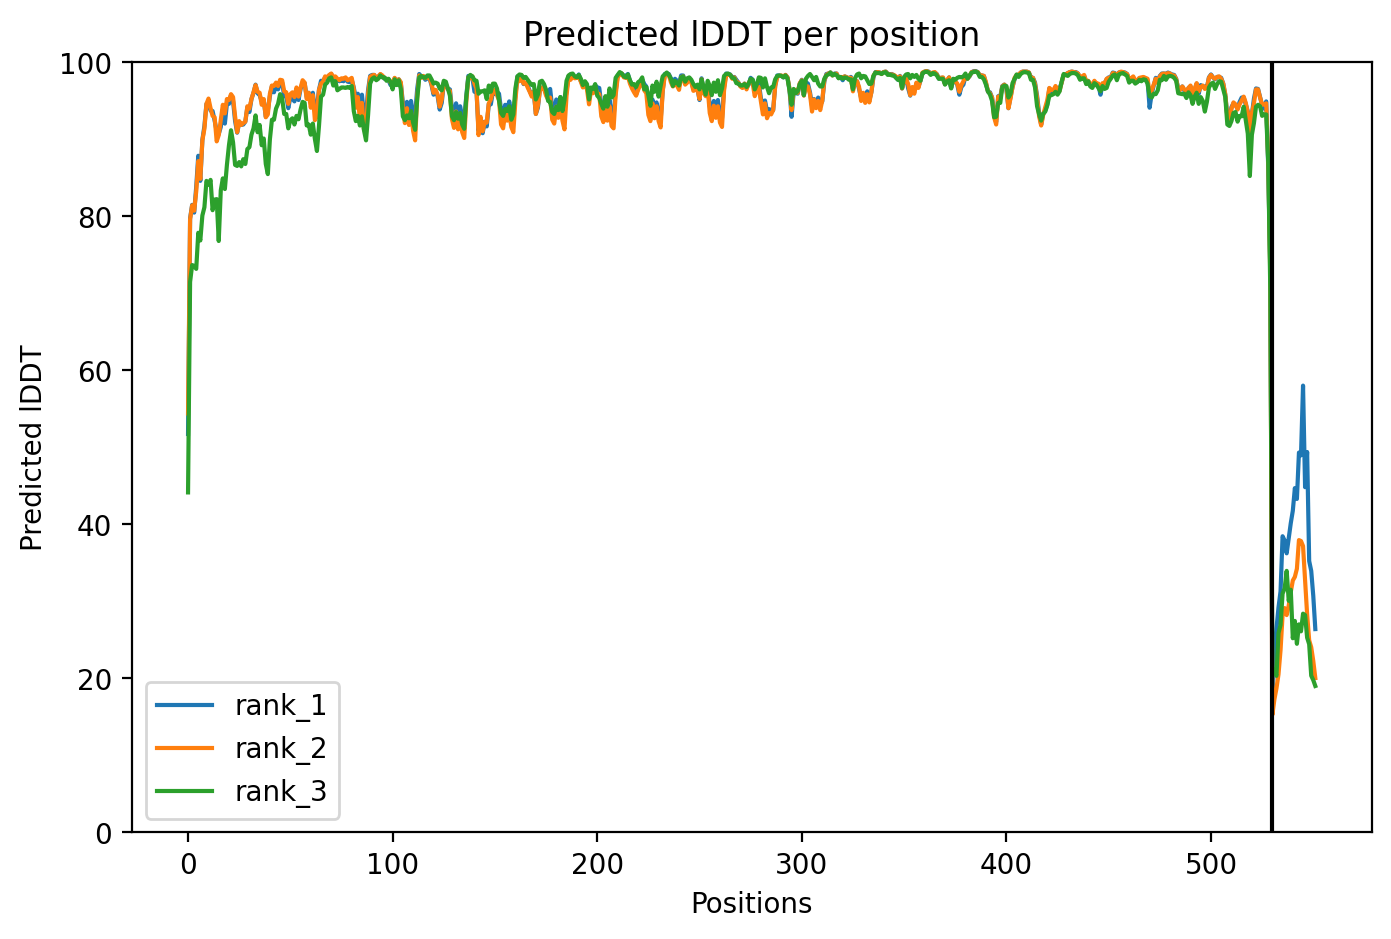 Predicted lDDT per position
100
80
60
40
20
0
Predicted lDDT
rank_1
rank_2
rank_3
0 100 200 300 400 500
Positions